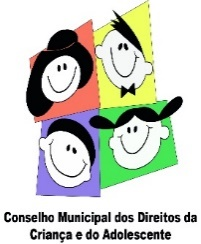 Conselho Municipal dos Direitos da
Criança e do Adolescente